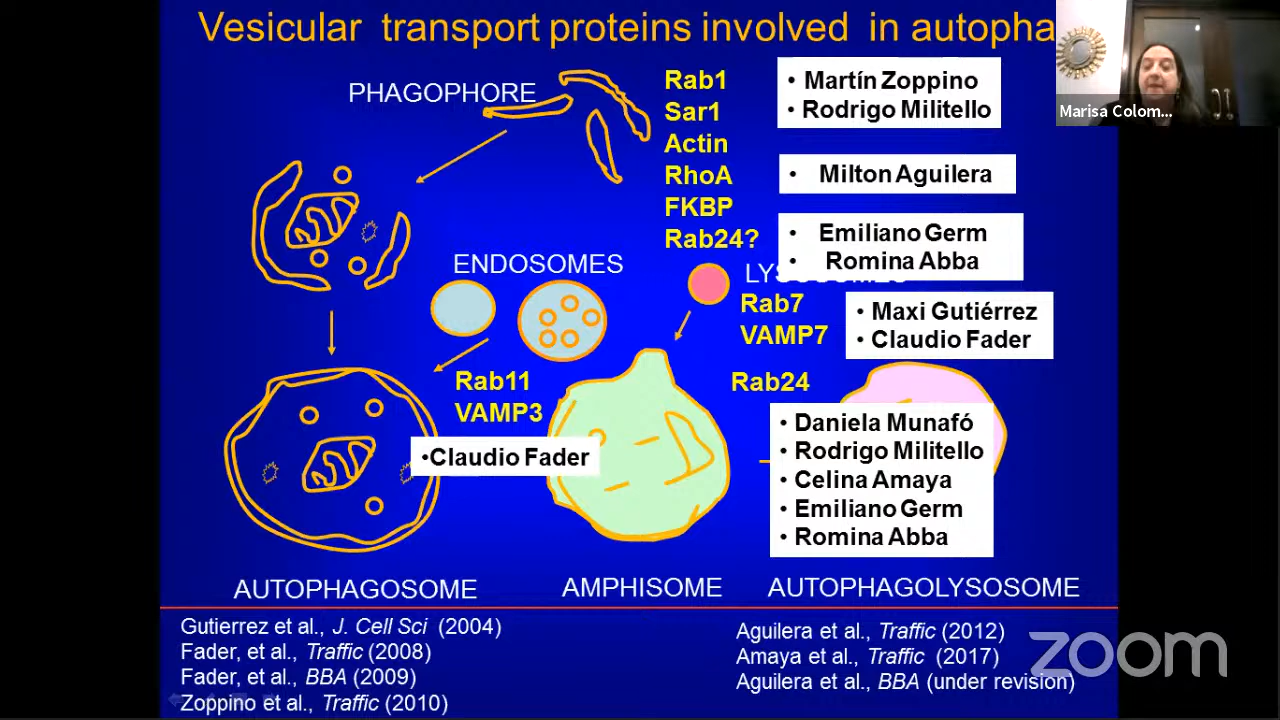 Vesicular transport proteins involved in autopha
PHAGOPHORE
Rab1
Sar1
Actin
RhoA
FKBP
Rab24?
• Martín Zoppino
• Rodrigo Militello
• Milton Aguilera
• Emiliano Germ
• Romina Abba
Marisa Colom...
ENDOSOMES
Rab7
VAMP7
• Maxi Gutiérrez
• Claudio Fader
Rab11
VAMP3
•Claudio Fader
Rab24
• Daniela Munafó
• Rodrigo Militello
• Celina Amaya
• Emiliano Germ
• Romina Abba
AUTOPHAGOSOME
AMPHISOME
AUTOPHAGOLYSOSOME
Gutierrez et al., J. Cell Sci (2004)
Fader, et al., Traffic (2008)
Fader, et al., BBA (2009)
Zoppino et al., Traffic (2010)
Aguilera et al., Traffic (2012)
Amaya et al., Traffic (2017)
Aguilera et al., BBA (under revision)
zoom